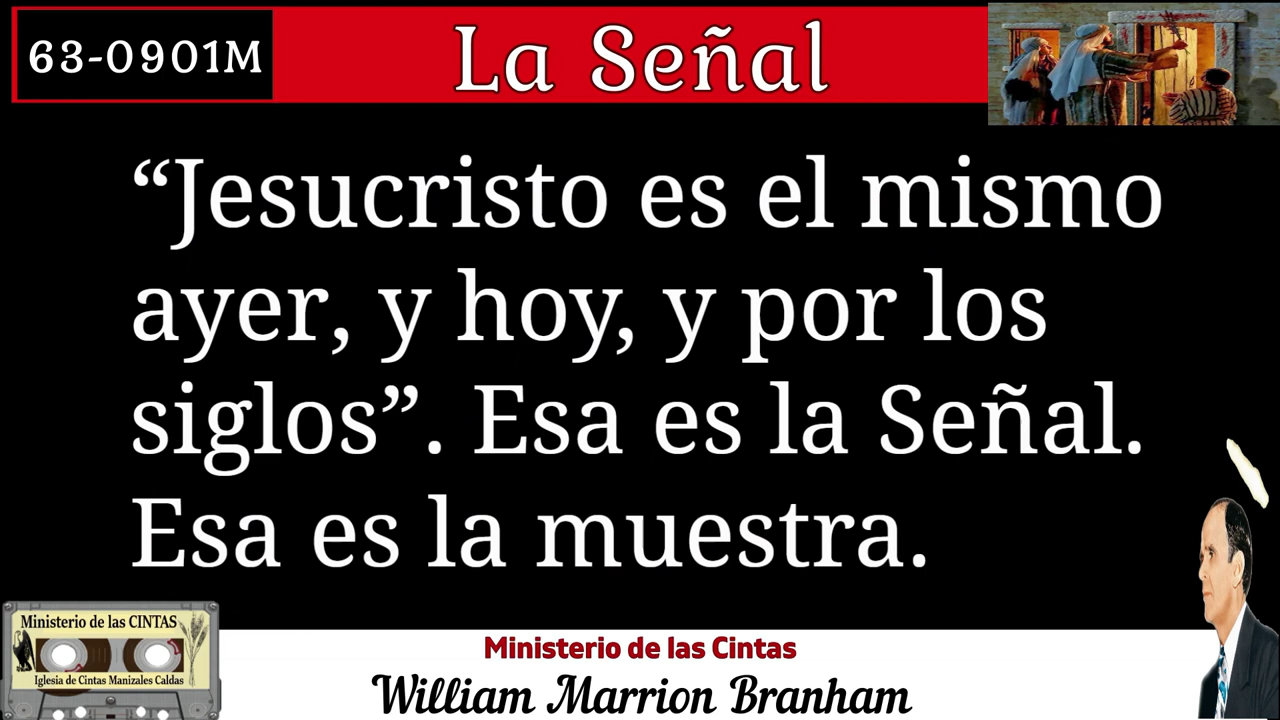 63-0901M
La Señal
“Jesucristo es el mismo
ayer, y hoy, y por los
siglos”. Esa es la Señal.
Esa es la muestra.
Ministerio de las CINTAS
Iglesia de Cintas Manizales Caldas
Ministerio de las Cintas
William Marrion Branham